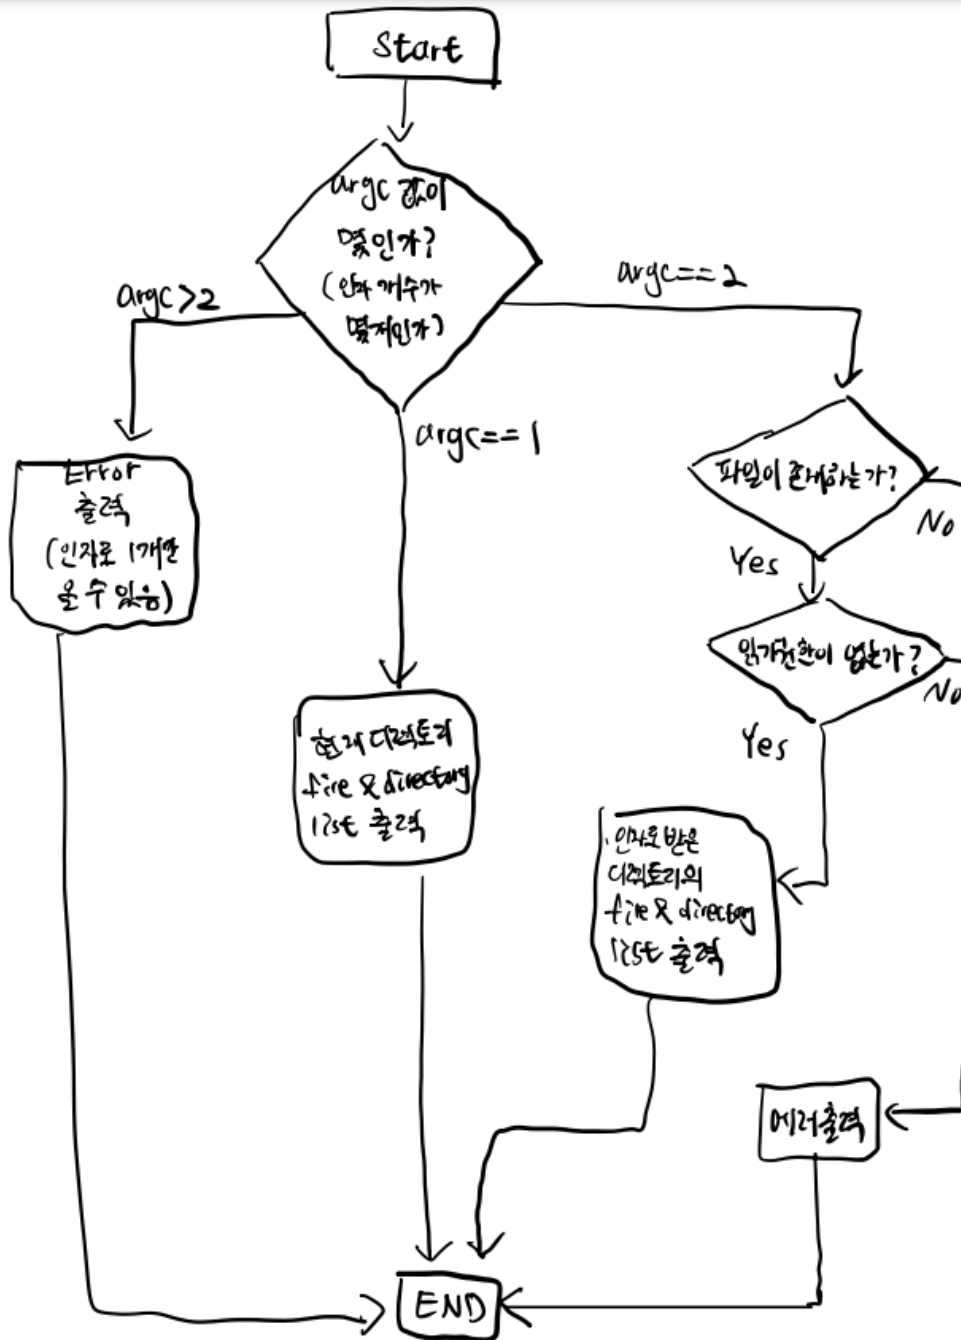 Start
argc 값이
몇인가?
(인자 개수가
몇개인가)
argc>2
argc==2
argc==1
Error
출력
(인자로 1개만
올 수 있음)
파일이 존재하는가?
No
Yes
읽기권한이 있는가?
No
Yes
현재 디렉토리
file & directory
list 출력
인자로 받은
디렉토리의
file & directory
list 출력
에러출력
END